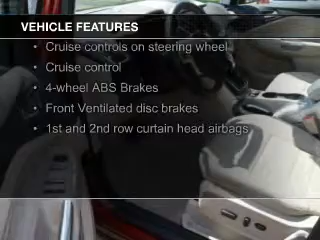 VEHICLE FEATURES
• Cruise controls on steering wheel
• Cruise control
• 4-wheel ABS Brakes
• Front Ventilated disc brakes
• 1st and 2nd row curtain head airbags